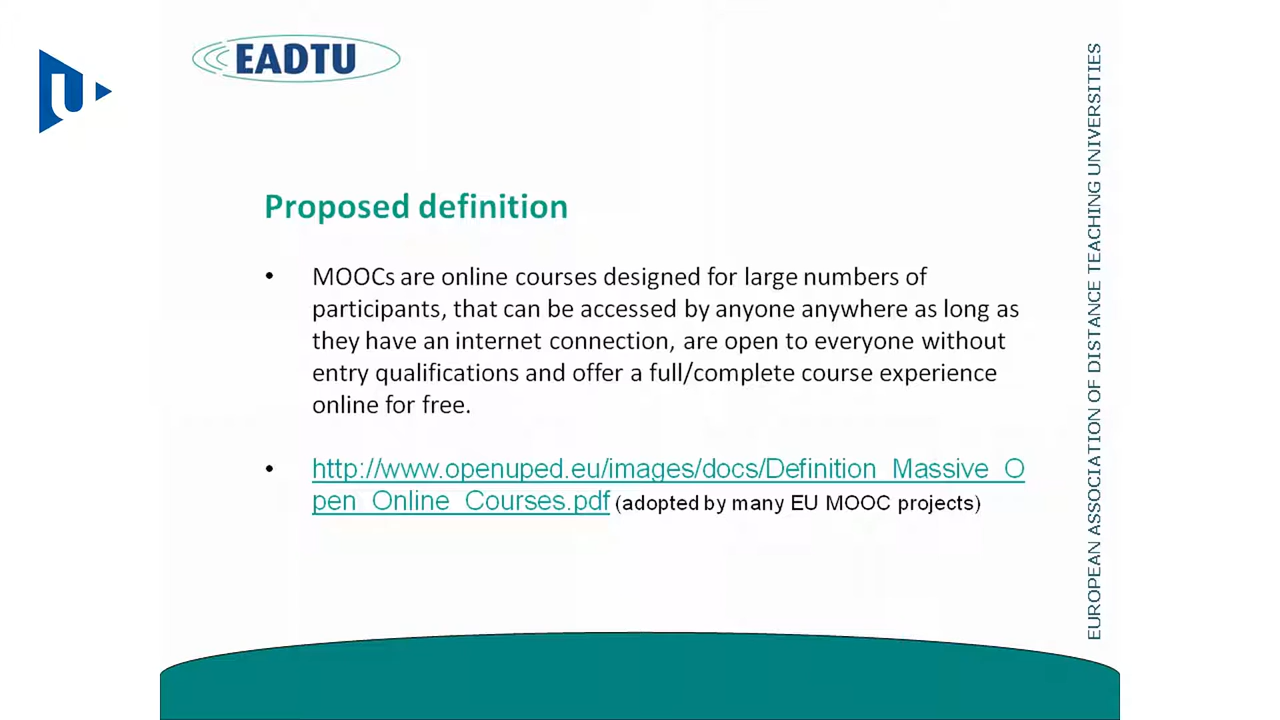 EADTU
U
Proposed definition
• MOOCs are online courses designed for large numbers of
participants, that can be accessed by anyone anywhere as long as
they have an internet connection, are open to everyone without
entry qualifications and offer a full/complete course experience
online for free.
• http://www.openuped.eu/images/docs/Definition_Massive_O
pen_Online_Courses.pdf (adopted by many EU MOOC projects)
EUROPEAN ASSOCIATION OF DISTANCE TEACHING UNIVERSITIES